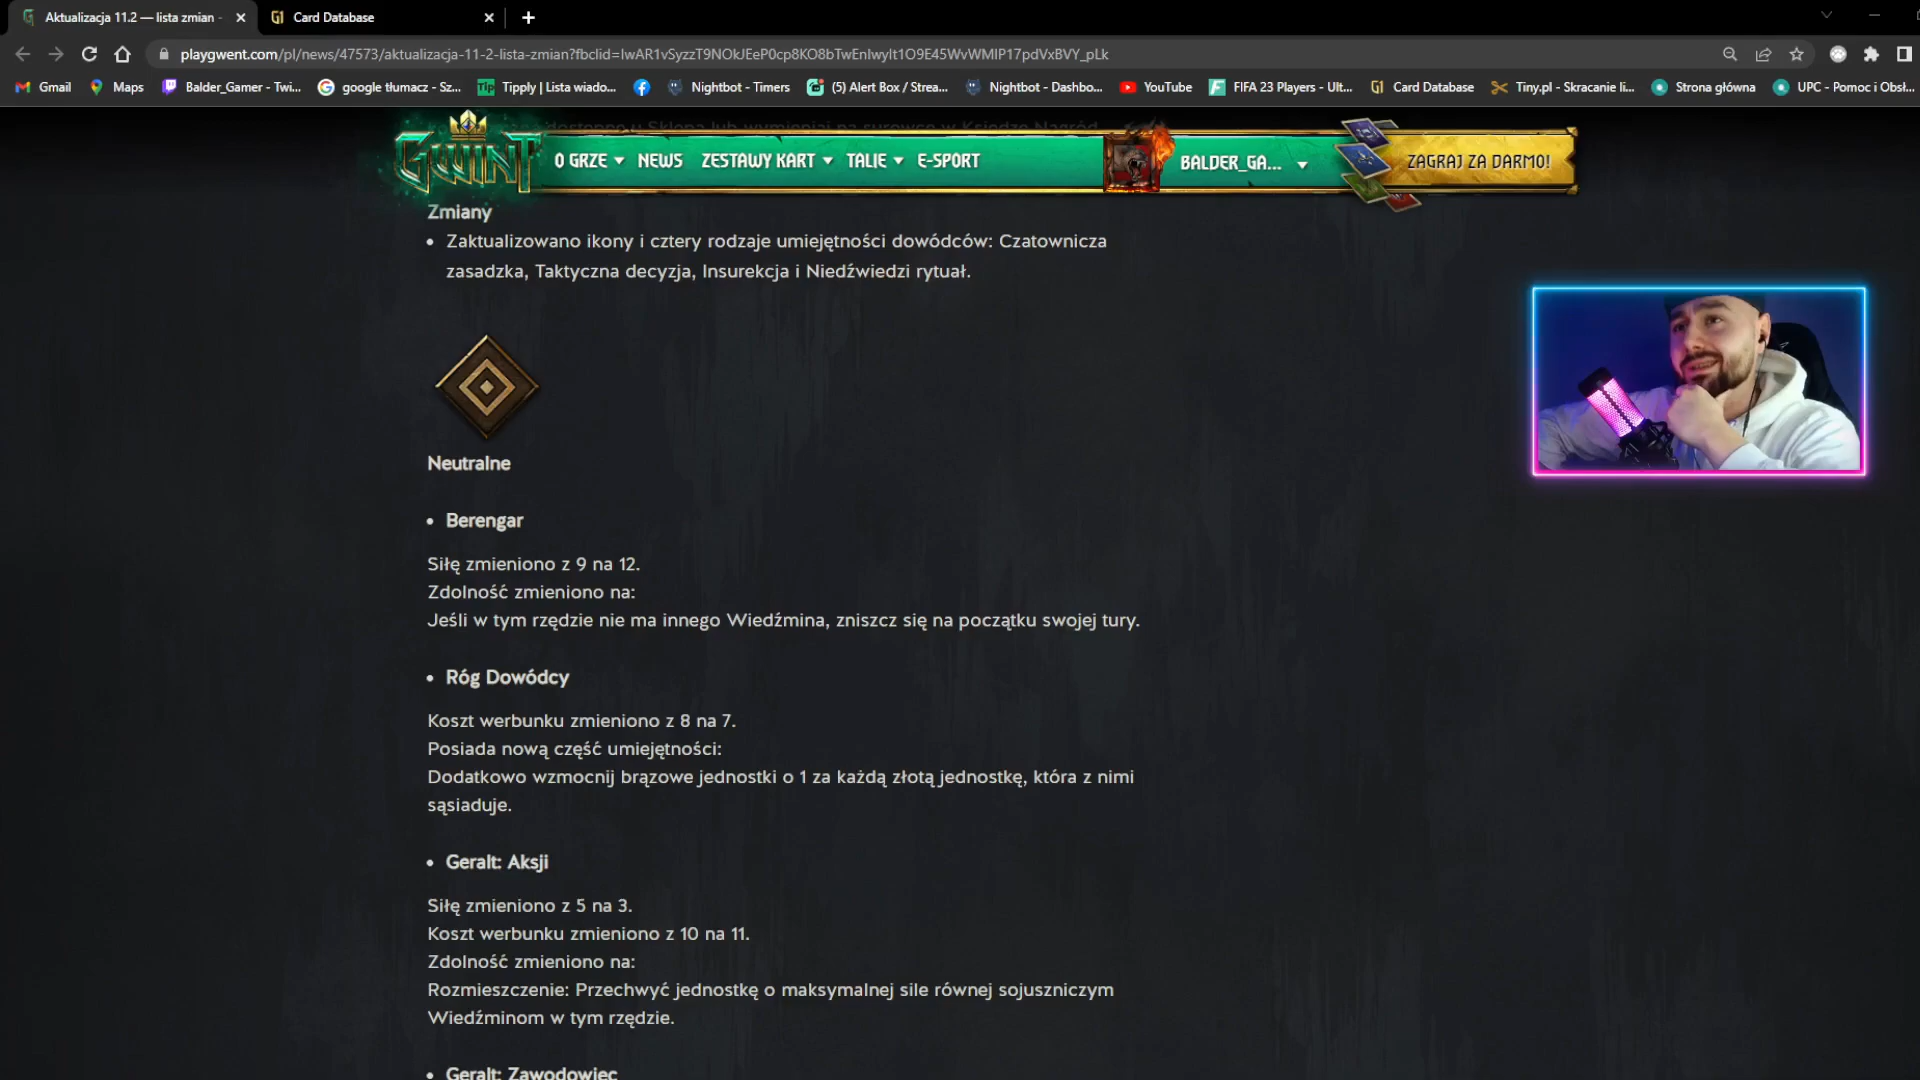 Aktualizacja 11.2 — lista zmian -
Card Database
playgwent.com/pl/news/47573/aktualizacja-11-2-lista-zmian?fbclid=IwAR1vSyzzT9NOkJEeP0cp8KO8bTwEnIwyIt1O9E45WvWMIP17pdVxBVY_pLk
Gmail
Maps
Balder_Gamer - Twi...
google tłumacz - Sz...
Tipply | Lista wiado...
Nightbot - Timers
(5) Alert Box / Strea...
Nightbot - Dashbo...
YouTube
FIFA 23 Players - Ult...
Card Database
Tiny.pl - Skracanie li...
Strona główna
UPC - Pomoc i Obsł...
GWINT
O GRZE
NEWS
ZESTAWY KART
TALIE
E-SPORT
BALDER_GA...
ZAGRAJ ZA DARMO!
Zmiany
• Zaktualizowano ikony i cztery rodzaje umiejętności dowódców: Czatownicza
zasadzka, Taktyczna decyzja, Insurekcja i Niedźwiedzi rytuał.
Neutralne
• Berengar
Siłę zmieniono z 9 na 12.
Zdolność zmieniono na:
Jeśli w tym rzędzie nie ma innego Wiedźmina, zniszcz się na początku swojej tury.
• Róg Dowódcy
Koszt werbunku zmieniono z 8 na 7.
Posiada nową część umiejętności:
Dodatkowo wzmocnij brązowe jednostki o 1 za każdą złotą jednostkę, która z nimi
sąsiaduje.
• Geralt: Aksji
Siłę zmieniono z 5 na 3.
Koszt werbunku zmieniono z 10 na 11.
Zdolność zmieniono na:
Rozmieszczenie: Przechwyć jednostkę o maksymalnej sile równej sojuszniczym
Wiedźminom w tym rzędzie.
• Geralt: Zawodowiec